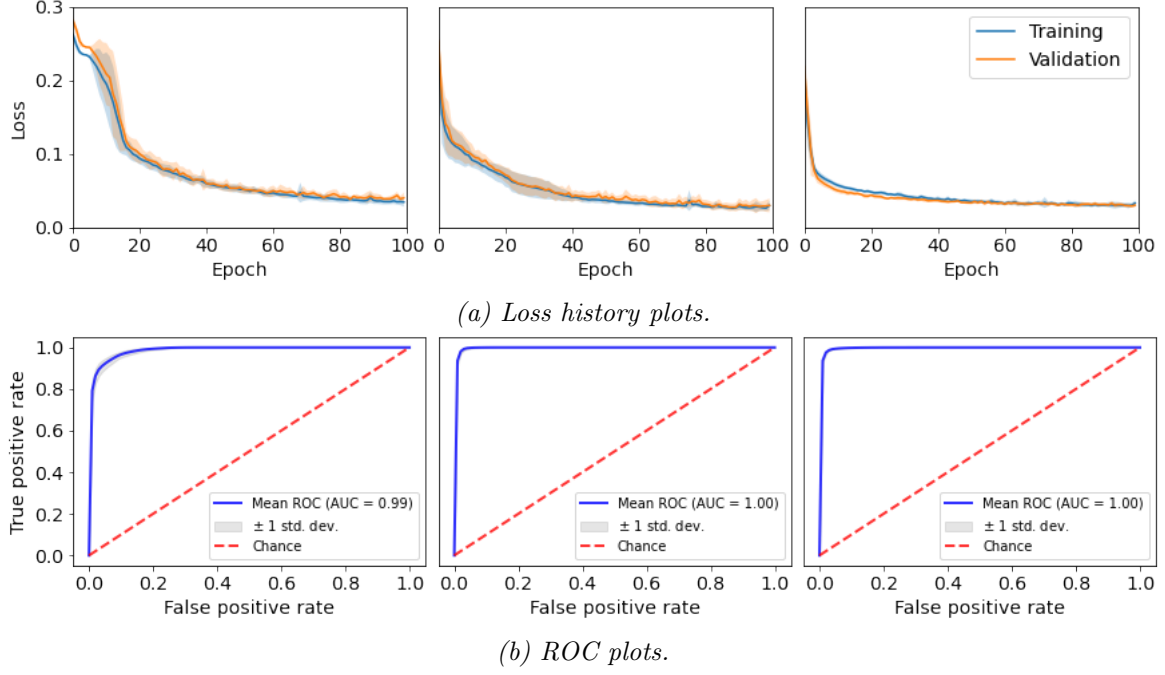 0.3
0.2
0.1
0.0
Loss
0 20 40 60 80 100
Epoch
0 20 40 60 80 100
Epoch
Training
Validation
0 20 40 60 80 100
Epoch
(a) Loss history plots.
1.0
0.8
0.6
0.4
0.2
0.0
True positive rate
Mean ROC (AUC = 0.99)
± 1 std. dev.
Chance
0.0 0.2 0.4 0.6 0.8 1.0
False positive rate
Mean ROC (AUC = 1.00)
± 1 std. dev.
Chance
0.0 0.2 0.4 0.6 0.8 1.0
False positive rate
Mean ROC (AUC = 1.00)
± 1 std. dev.
Chance
0.0 0.2 0.4 0.6 0.8 1.0
False positive rate
(b) ROC plots.